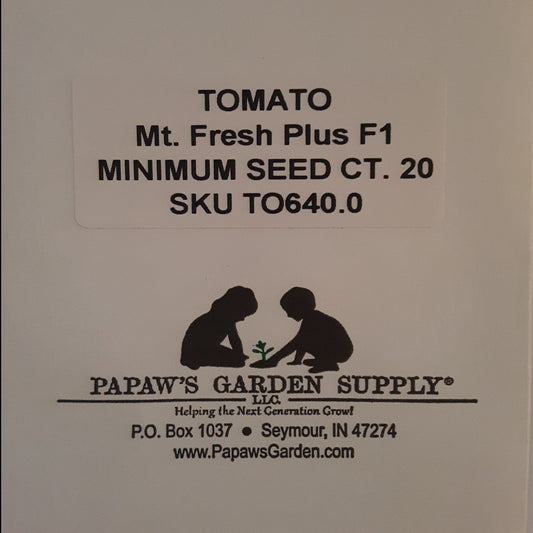 TOMATO
Mt. Fresh Plus F1
MINIMUM SEED CT. 20
SKU TO640.0
PAPAW'S GARDEN SUPPLY®
LLC.
Helping the Next Generation Grow!
P.O. Box 1037 ● Seymour, IN 47274
www.PapawsGarden.com